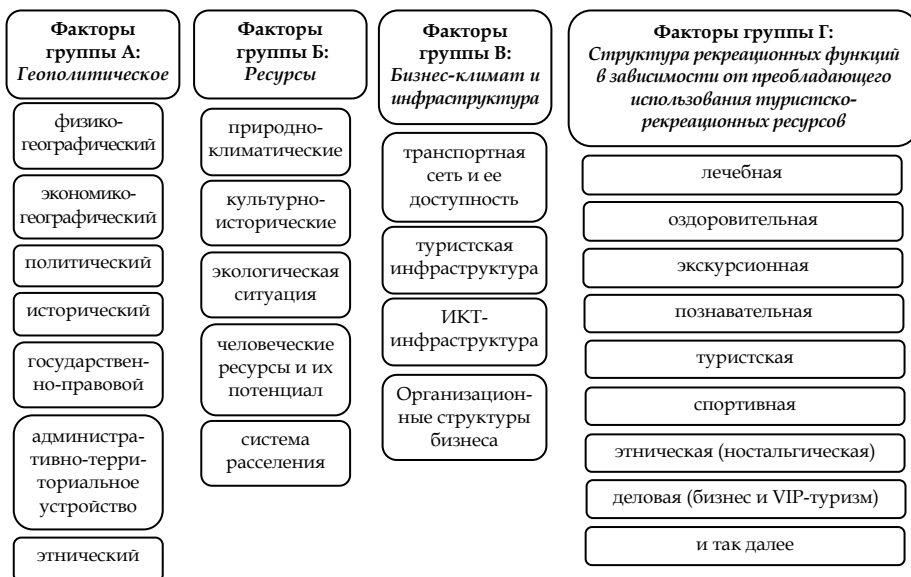 Факторы
группы А:
Геополитическое
физико-
географический
экономико-
географический
политический
исторический
государствен-
но-правовой
администра-
тивно-терри-
ториальное
устройство
этнический
Факторы
группы Б:
Ресурсы
природно-
климатические
культурно-
исторические
экологическая
ситуация
человеческие
ресурсы и их
потенциал
система
расселения
Факторы
группы В:
Бизнес-климат и
инфраструктура
транспортная
сеть и ее
доступность
туристская
инфраструктура
ИКТ-
инфраструктура
Организацион-
ные структуры
бизнеса
Факторы группы Г:
Структура рекреационных функций
в зависимости от преобладающего
использования туристско-
рекреационных ресурсов
лечебная
оздоровительная
экскурсионная
познавательная
туристская
спортивная
этническая (ностальгическая)
деловая (бизнес и VIP-туризм)
и так далее